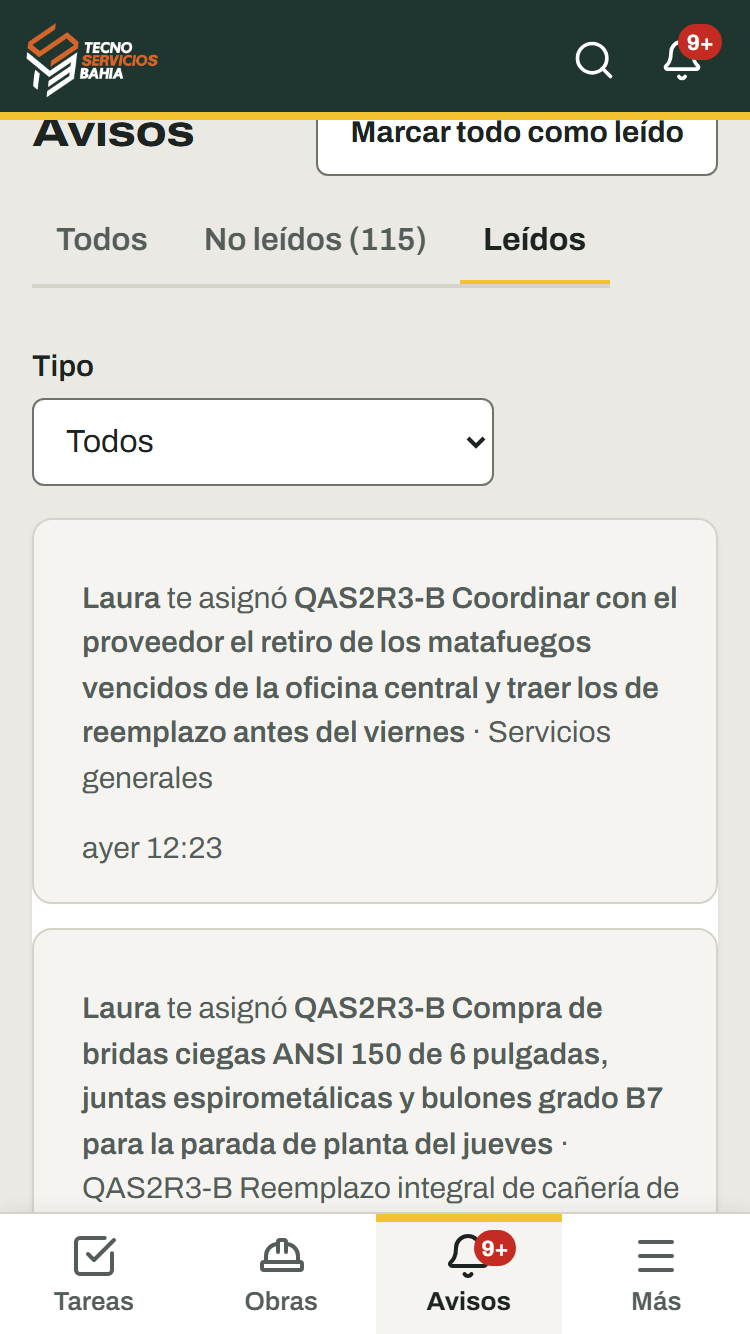 TECNO
SERVICIOS
BAHIA
9+
Avisos
Marcar todo como leído
Todos
No leídos (115)
Leídos
Tipo
Todos
Laura te asignó QAS2R3-B Coordinar con el
proveedor el retiro de los matafuegos
vencidos de la oficina central y traer los de
reemplazo antes del viernes · Servicios
generales
ayer 12:23
Laura te asignó QAS2R3-B Compra de
bridas ciegas ANSI 150 de 6 pulgadas,
juntas espirometálicas y bulones grado B7
para la parada de planta del jueves ·
QAS2R3-B Reemplazo integral de cañería de
9+
Tareas
Obras
Avisos
Más